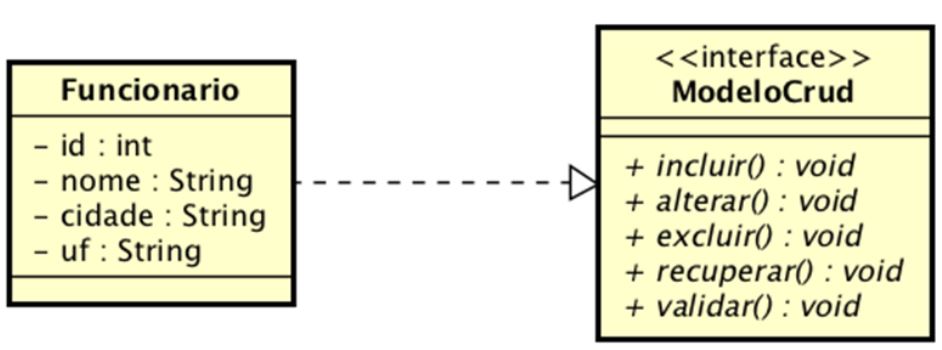 Funcionario
– id : int
– nome : String
– cidade : String
– uf : String
<<interface>>
ModeloCrud
+ incluir() : void
+ alterar() : void
+ excluir() : void
+ recuperar() : void
+ validar() : void